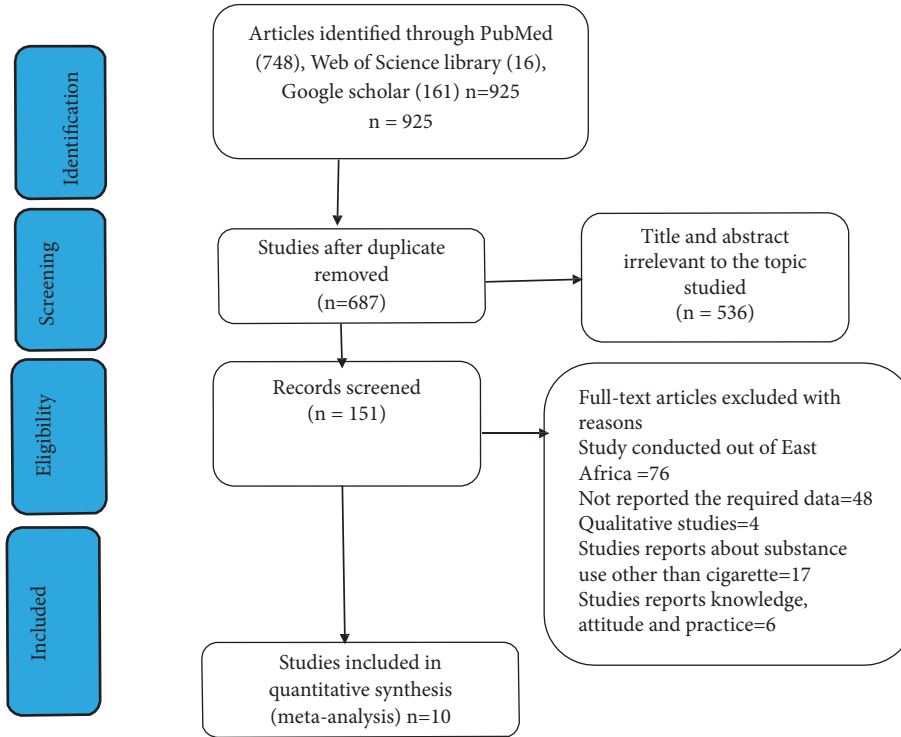 Identification
Articles identified through PubMed
(748), Web of Science library (16),
Google scholar (161) n=925
n = 925
Screening
Studies after duplicate
removed
(n=687)
Title and abstract
irrelevant to the topic
studied
(n = 536)
Eligibility
Records screened
(n = 151)
Full-text articles excluded with
reasons
Study conducted out of East
Africa =76
Not reported the required data=48
Qualitative studies=4
Studies reports about substance
use other than cigarette=17
Studies reports knowledge,
attitude and practice=6
Included
Studies included in
quantitative synthesis
(meta-analysis) n=10